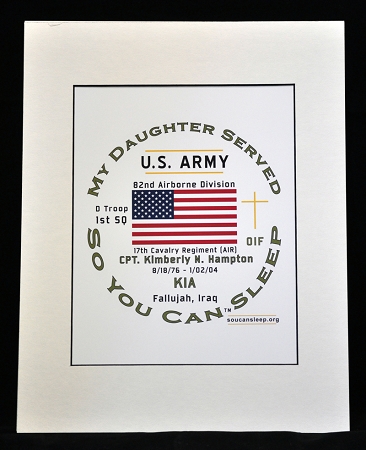 MY DAUGHTER SERVED
U.S. ARMY
82nd Airborne Division
D Troop
1st SQ
OIF
17th Cavalry Regiment (AIR)
CPT. Kimberly N. Hampton
8/18/76 - 1/02/04
KIA
Fallujah, Iraq
SO YOU CAN SLEEP™
soucansleep.org